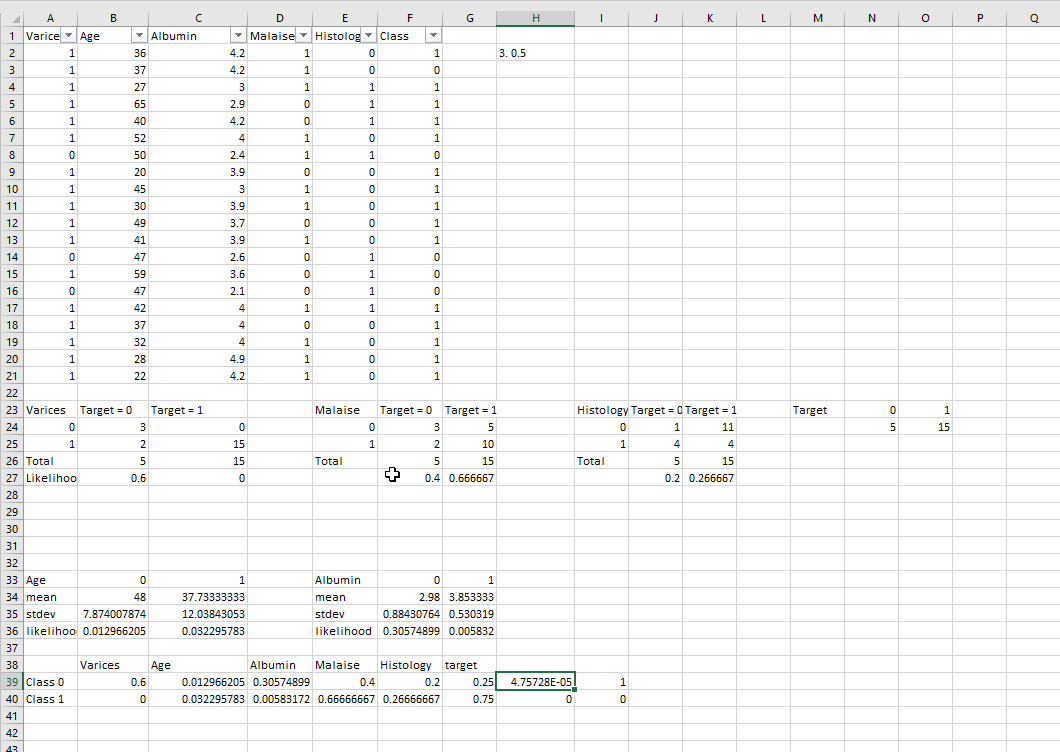 A B C D E F G H I J K L M N O P Q
1 Varice Age Albumin Malaise Histolog Class
2 1 36 4.2 1 0 1 3. 0.5
3 1 37 4.2 1 0 0
4 1 27 3 1 1 1
5 1 65 2.9 0 1 1
6 1 40 4.2 0 1 1
7 1 52 4 1 0 1
8 0 50 2.4 1 1 0
9 1 20 3.9 0 0 1
10 1 45 3 1 0 1
11 1 30 3.9 1 0 1
12 1 49 3.7 0 0 1
13 1 41 3.9 1 0 1
14 0 47 2.6 0 1 0
15 1 59 3.6 0 1 0
16 0 47 2.1 0 1 0
17 1 42 4 1 1 1
18 1 37 4 0 0 1
19 1 32 4 1 0 1
20 1 28 4.9 1 0 1
21 1 22 4.2 1 0 1
22
23 Varices Target = 0 Target = 1 Malaise Target = 0 Target = 1 Histology Target = 0 Target = 1 Target 0 1
24 0 3 0 0 3 5 0 1 11 5 15
25 1 2 15 1 2 10 1 4 4
26 Total 5 15 Total 5 15 Total 5 15
27 Likelihoo 0.6 0 0.4 0.666667 0.2 0.266667
28
29
30
31
32
33 Age 0 1 Albumin 0 1
34 mean 48 37.73333333 mean 2.98 3.853333
35 stdev 7.874007874 12.03843053 stdev 0.88430764 0.530319
36 likelihoo 0.012966205 0.032295783 likelihood 0.30574899 0.005832
37
38 Varices Age Albumin Malaise Histology target
39 Class 0 0.6 0.012966205 0.30574899 0.4 0.2 0.25 4.75728E-05 1
40 Class 1 0 0.032295783 0.00583172 0.66666667 0.26666667 0.75 0 0
41
42
43